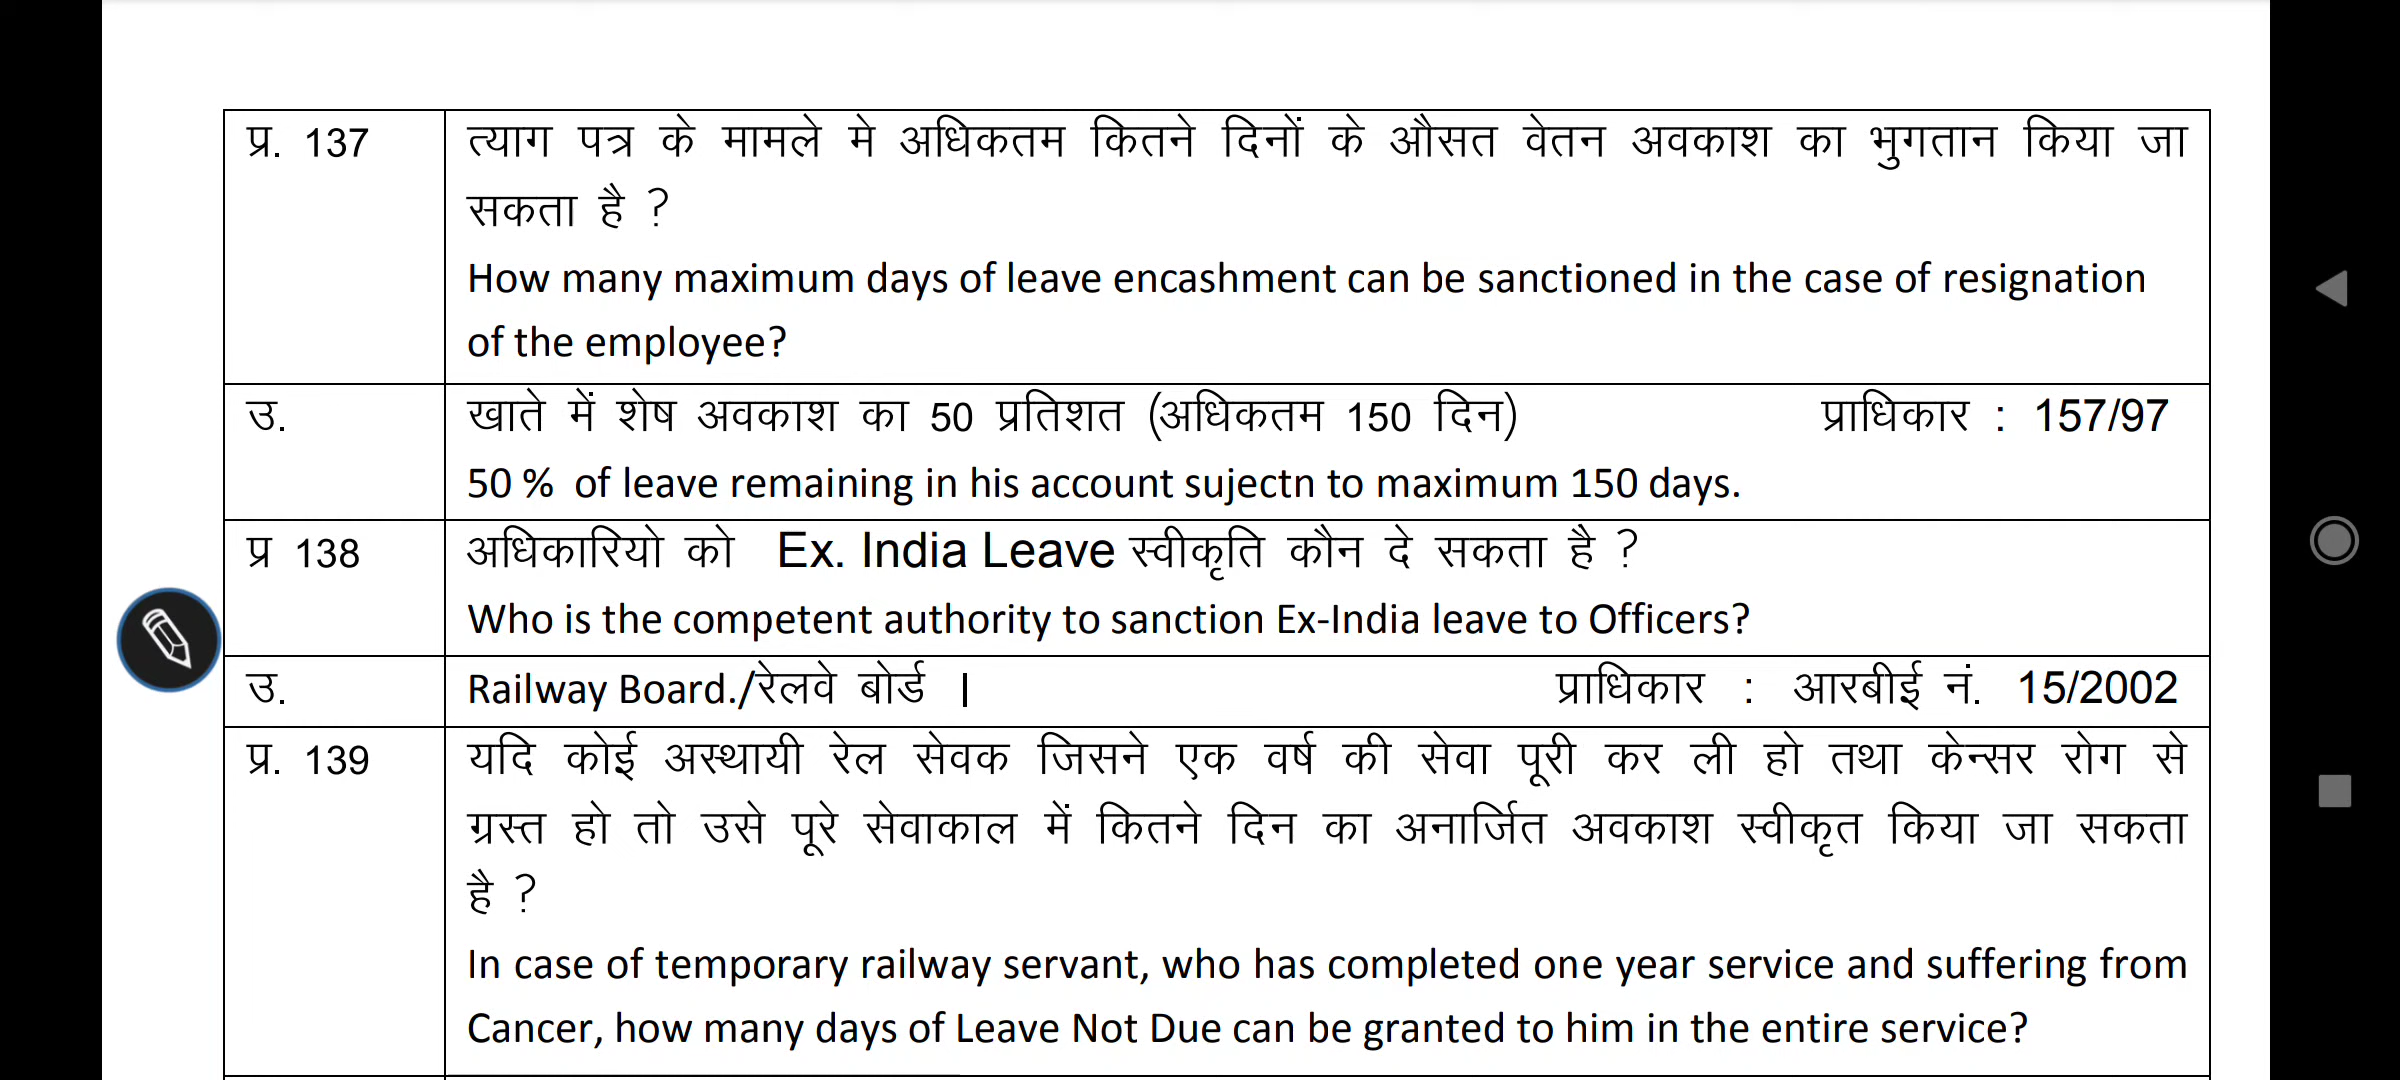 प्र. 137
त्याग पत्र के मामले मे अधिकतम कितने दिनों के औसत वेतन अवकाश का भुगतान किया जा
सकता है ?
How many maximum days of leave encashment can be sanctioned in the case of resignation
of the employee?
उ. खाते में शेष अवकाश का 50 प्रतिशत (अधिकतम 150 दिन) प्राधिकार : 157/97
50 % of leave remaining in his account sujectn to maximum 150 days.
प्र 138 अधिकारियो को Ex. India Leave स्वीकृति कौन दे सकता है ?
Who is the competent authority to sanction Ex-India leave to Officers?
उ. Railway Board./रेलवे बोर्ड । प्राधिकार : आरबीई नं. 15/2002
प्र. 139 यदि कोई अस्थायी रेल सेवक जिसने एक वर्ष की सेवा पूरी कर ली हो तथा केन्सर रोग से
ग्रस्त हो तो उसे पूरे सेवाकाल में कितने दिन का अनार्जित अवकाश स्वीकृत किया जा सकता
है ?
In case of temporary railway servant, who has completed one year service and suffering from
Cancer, how many days of Leave Not Due can be granted to him in the entire service?